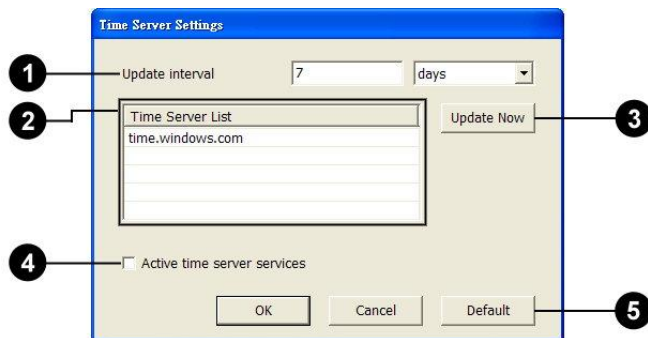 Time Server Settings
1 Update interval 7 days
2 Time Server List Update Now 3
time.windows.com
4 Active time server services
OK Cancel Default 5